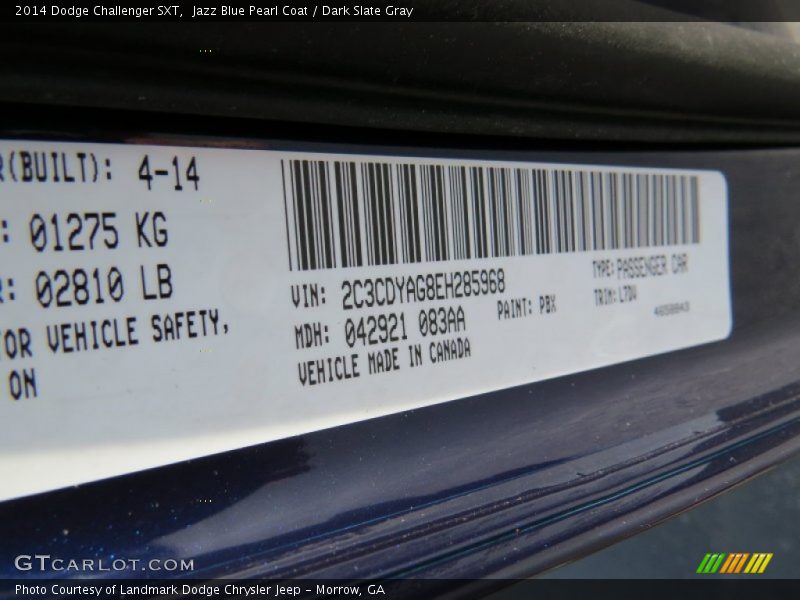 2014 Dodge Challenger SXT, Jazz Blue Pearl Coat / Dark Slate Gray
R(BUILT): 4-14
: 01275 KG
R: 02810 LB
TOR VEHICLE SAFETY,
ON
VIN: 2C3CDYAG8EH285968
TYPE: PASSENGER CAR
MDH: 042921 083AA
PAINT: PBX
TRIM: L7DV
VEHICLE MADE IN CANADA
GTCARLOT.COM
Photo Courtesy of Landmark Dodge Chrysler Jeep - Morrow, GA